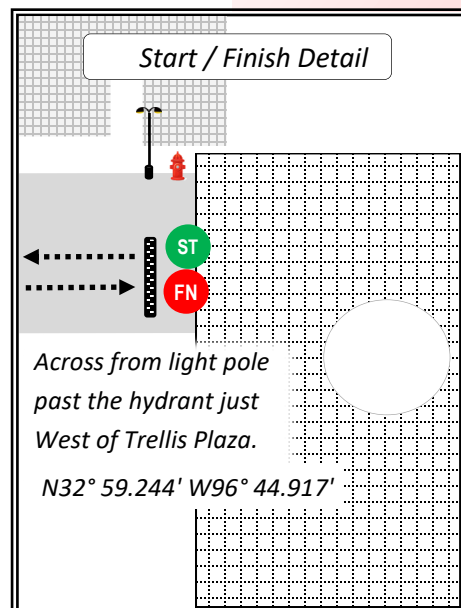 Start / Finish Detail
ST
FN
Across from light pole
past the hydrant just
West of Trellis Plaza.
N32° 59.244' W96° 44.917'